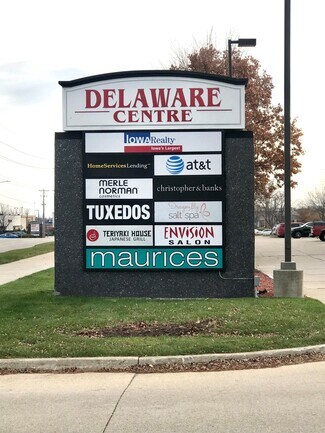 DELAWARE
CENTRE
IOWA Realty
Iowa's Largest.
HomeServices Lending
at&t
MERLE
NORMAN
COSMETICS
christopher & banks
TUXEDOS
salt spa
TERIYAKI HOUSE
JAPANESE GRILL
ENVISION
SALON
maurices